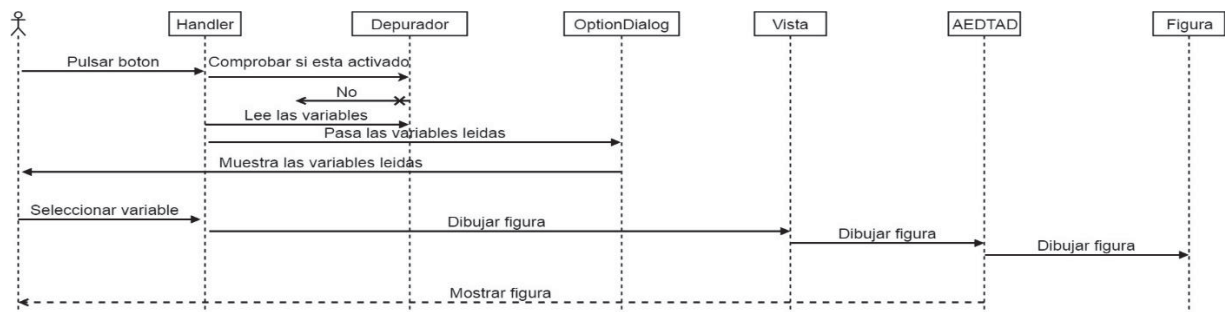 Handler
Depurador
OptionDialog
Vista
AEDTAD
Figura
Pulsar boton
Comprobar si esta activado
No
Lee las variables
Pasa las variables leidas
Muestra las variables leidas
Seleccionar variable
Dibujar figura
Dibujar figura
Dibujar figura
Mostrar figura